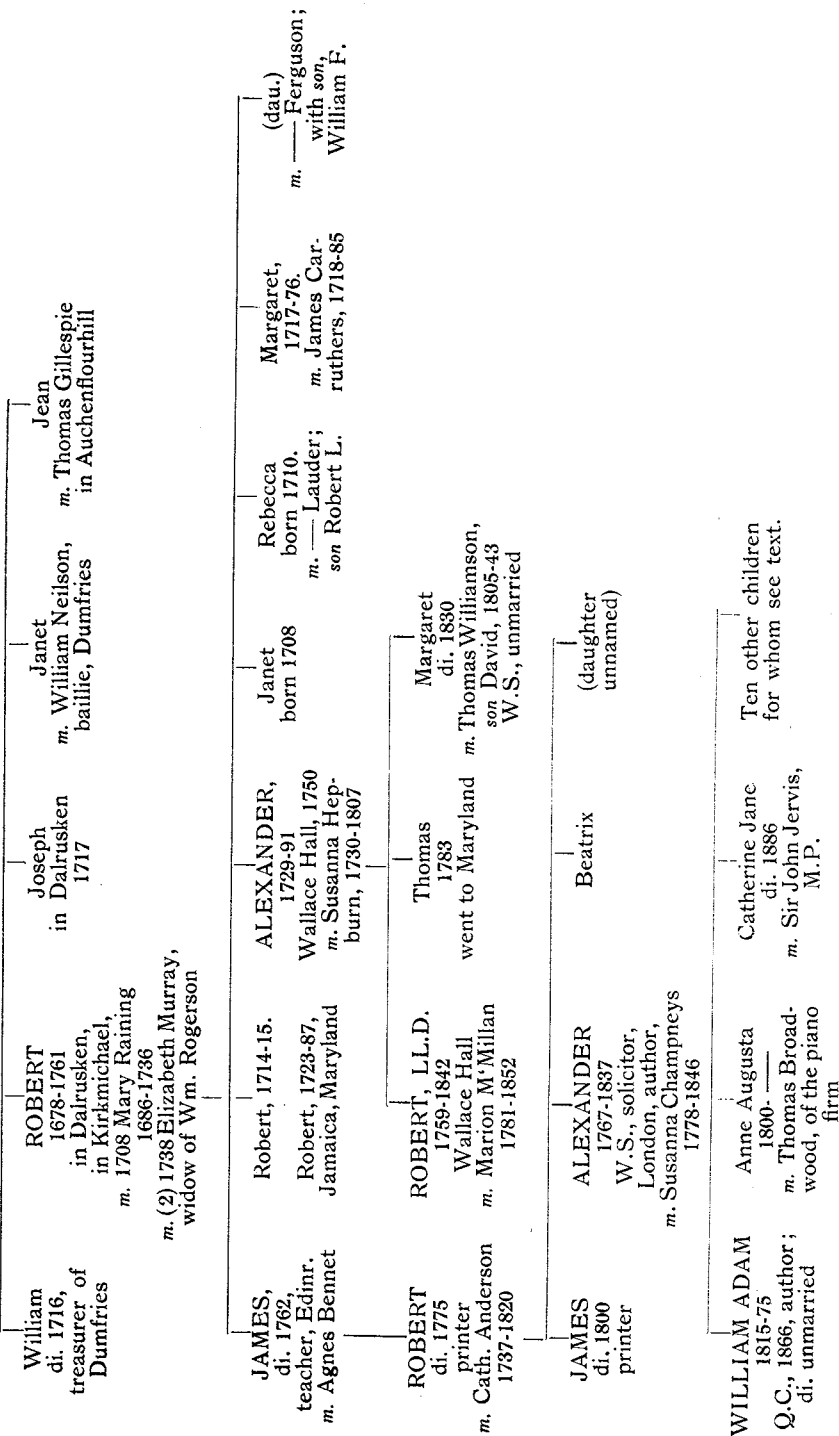 William
di. 1716,
treasurer of
Dumfries
ROBERT
1678-1761
in Dalrusken,
in Kirkmichael,
m. 1708 Mary Raining
1686-1736
m. (2) 1738 Elizabeth Murray,
widow of Wm. Rogerson
Joseph
in Dalrusken
1717
Janet
m. William Neilson,
baillie, Dumfries
Jean
m. Thomas Gillespie
in Auchenflourhill
JAMES,
di. 1762,
teacher, Edinr.
m. Agnes Bennet
Robert, 1714-15.
Robert, 1723-87,
Jamaica, Maryland
ALEXANDER,
1729-91
Wallace Hall, 1750
m. Susanna Hep-
burn, 1730-1807
Janet
born 1708
Rebecca
born 1710.
m. —— Lauder;
son Robert L.
Margaret,
1717-76.
m. James Car-
ruthers, 1718-85
(dau.)
m. —— Ferguson;
with son,
William F.
ROBERT
di. 1775
printer
m. Cath. Anderson
1737-1820
ROBERT, LL.D.
1759-1842
Wallace Hall
m. Marion M‘Millan
1781-1852
Thomas
1783
went to Maryland
Margaret
di. 1830
m. Thomas Williamson,
son David, 1805-43
W.S., unmarried
JAMES
di. 1800
printer
ALEXANDER
1767-1837
W.S., solicitor,
London, author,
m. Susanna Champneys
1778-1846
Beatrix
(daughter
unnamed)
WILLIAM ADAM
1815-75
Q.C., 1866, author;
di. unmarried
Anne Augusta
1800- ——
m. Thomas Broad-
wood, of the piano
firm
Catherine Jane
di. 1886
m. Sir John Jervis,
M.P.
Ten other children
for whom see text.